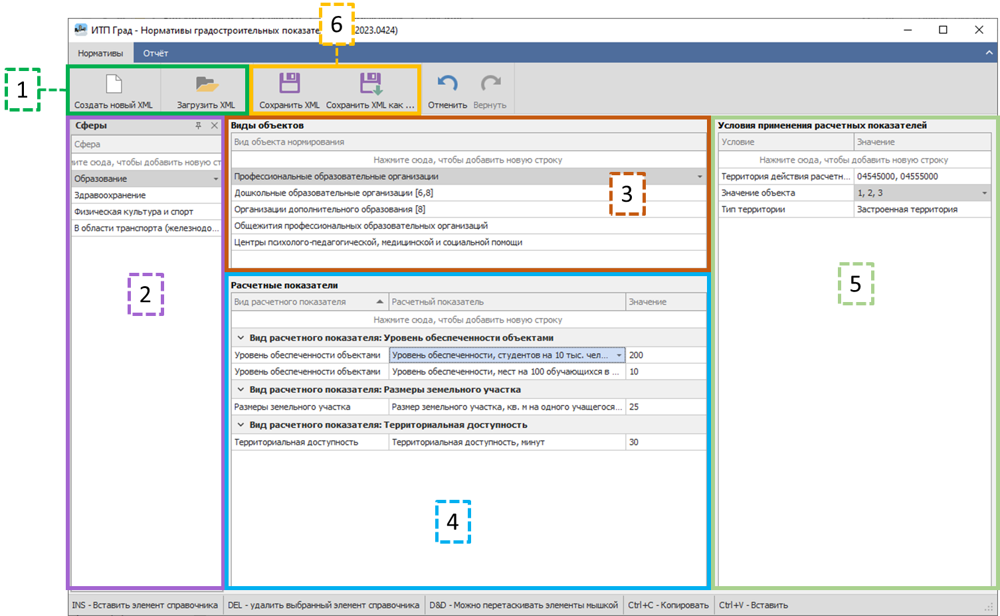 6
ИТП Град - Нормативы градостроительных показате 2023.0424)
Нормативы Отчёт
1
Создать новый XML Загрузить XML Сохранить XML Сохранить XML как ... Отменить Вернуть
Сферы
Сфера
ите сюда, чтобы добавить новую ст
Образование
Здравоохранение
Физическая культура и спорт
В области транспорта (железнодо...
2
Виды объектов
Вид объекта нормирования
Нажмите сюда, чтобы добавить новую строку
Профессиональные образовательные организации
Дошкольные образовательные организации [6,8]
Организации дополнительного образования [8]
Общежития профессиональных образовательных организаций
Центры психолого-педагогической, медицинской и социальной помощи
3
Расчетные показатели
Вид расчетного показателя Расчетный показатель Значение
Нажмите сюда, чтобы добавить новую строку
Вид расчетного показателя: Уровень обеспеченности объектами
Уровень обеспеченности объектами Уровень обеспеченности, студентов на 10 тыс. чел... 200
Уровень обеспеченности объектами Уровень обеспеченности, мест на 100 обучающихся в ... 10
Вид расчетного показателя: Размеры земельного участка
Размеры земельного участка Размер земельного участка, кв. м на одного учащегося... 25
Вид расчетного показателя: Территориальная доступность
Территориальная доступность Территориальная доступность, минут 30
4
Условия применения расчетных показателей
Условие Значение
Нажмите сюда, чтобы добавить новую строку
Территория действия расчетн... 04545000, 04555000
Значение объекта 1, 2, 3
Тип территории Застроенная территория
5
INS - Вставить элемент справочника DEL - удалить выбранный элемент справочника D&D - Можно перетаскивать элементы мышкой Ctrl+C - Копировать Ctrl+V - Вставить